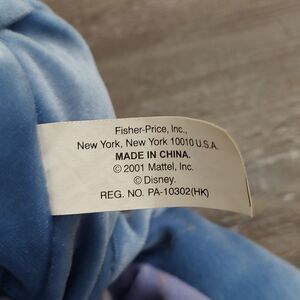 Fisher-Price, Inc.,
New York, New York 10010 U.S.A.
MADE IN CHINA.
© 2001 Mattel, Inc.
© Disney.
REG. NO. PA-10302(HK)